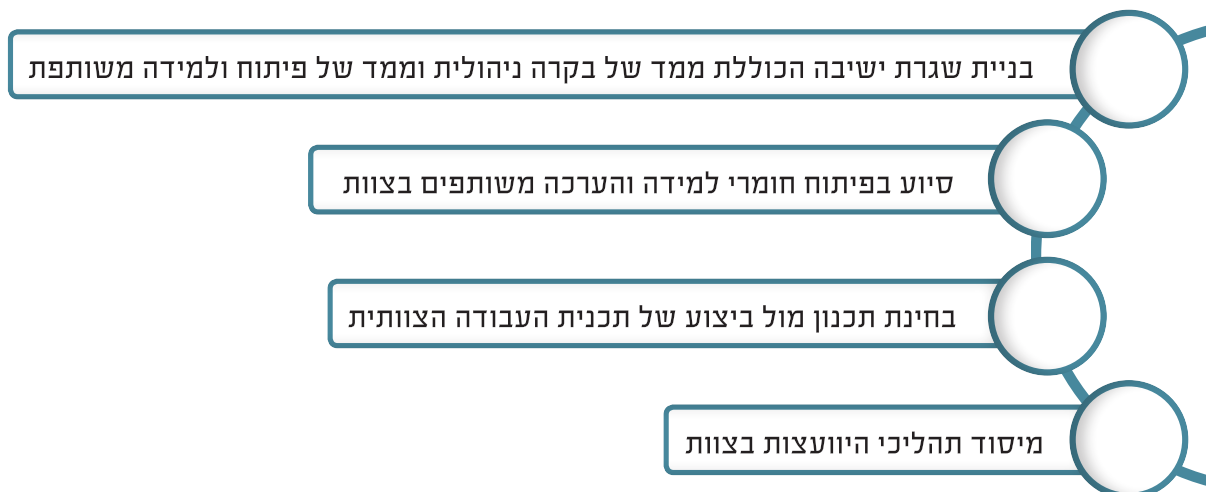 בניית שגרת ישיבה הכוללת ממד של בקרה ניהולית וממד של פיתוח ולמידה משותפת
סיוע בפיתוח חומרי למידה והערכה משותפים בצוות
בחינת תכנון מול ביצוע של תכנית העבודה הצוותית
מיסוד תהליכי היוועצות בצוות